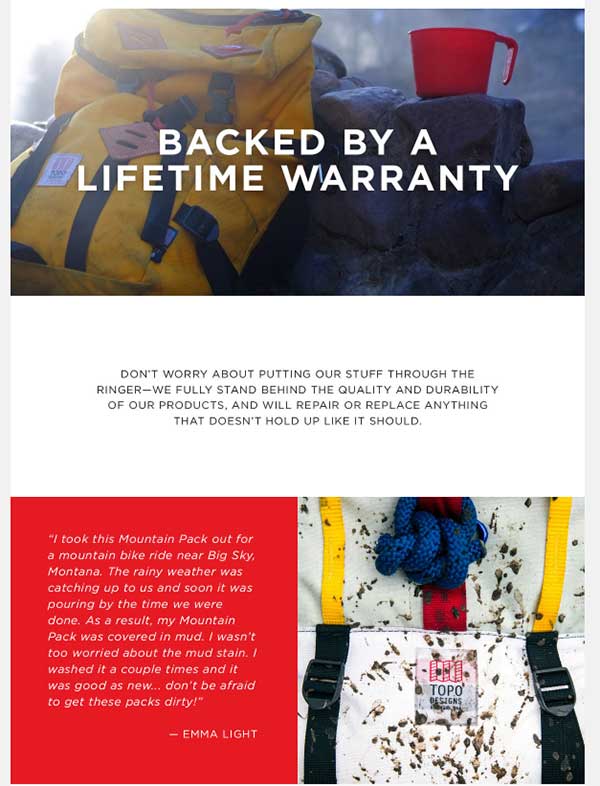 BACKED BY A
LIFETIME WARRANTY
DON'T WORRY ABOUT PUTTING OUR STUFF THROUGH THE
RINGER—WE FULLY STAND BEHIND THE QUALITY AND DURABILITY
OF OUR PRODUCTS, AND WILL REPAIR OR REPLACE ANYTHING
THAT DOESN'T HOLD UP LIKE IT SHOULD.
"I took this Mountain Pack out for
a mountain bike ride near Big Sky,
Montana. The rainy weather was
catching up to us and soon it was
pouring by the time we were
done. As a result, my Mountain
Pack was covered in mud. I wasn't
too worried about the mud stain. I
washed it a couple times and it
was good as new... don't be afraid
to get these packs dirty!"
— EMMA LIGHT
TOPO
DESIGNS